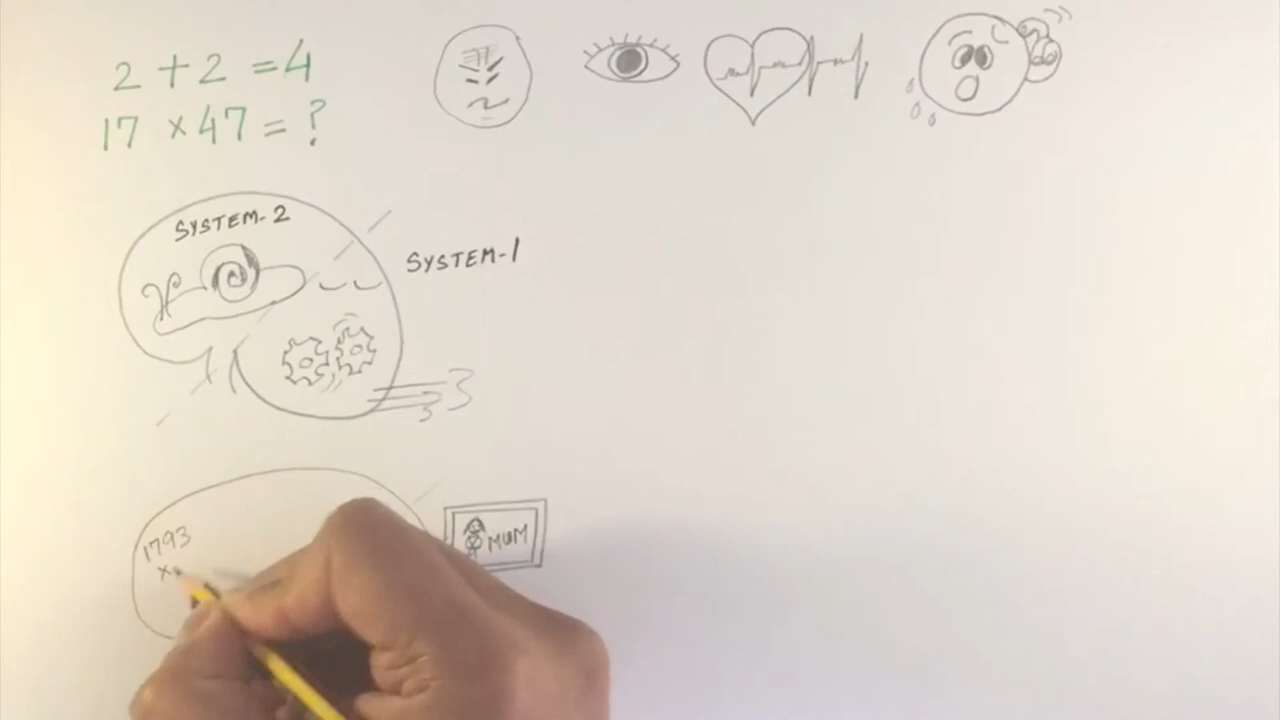 2 + 2 = 4
17 × 47 = ?
SYSTEM-2
SYSTEM-1
MUM
1793
×